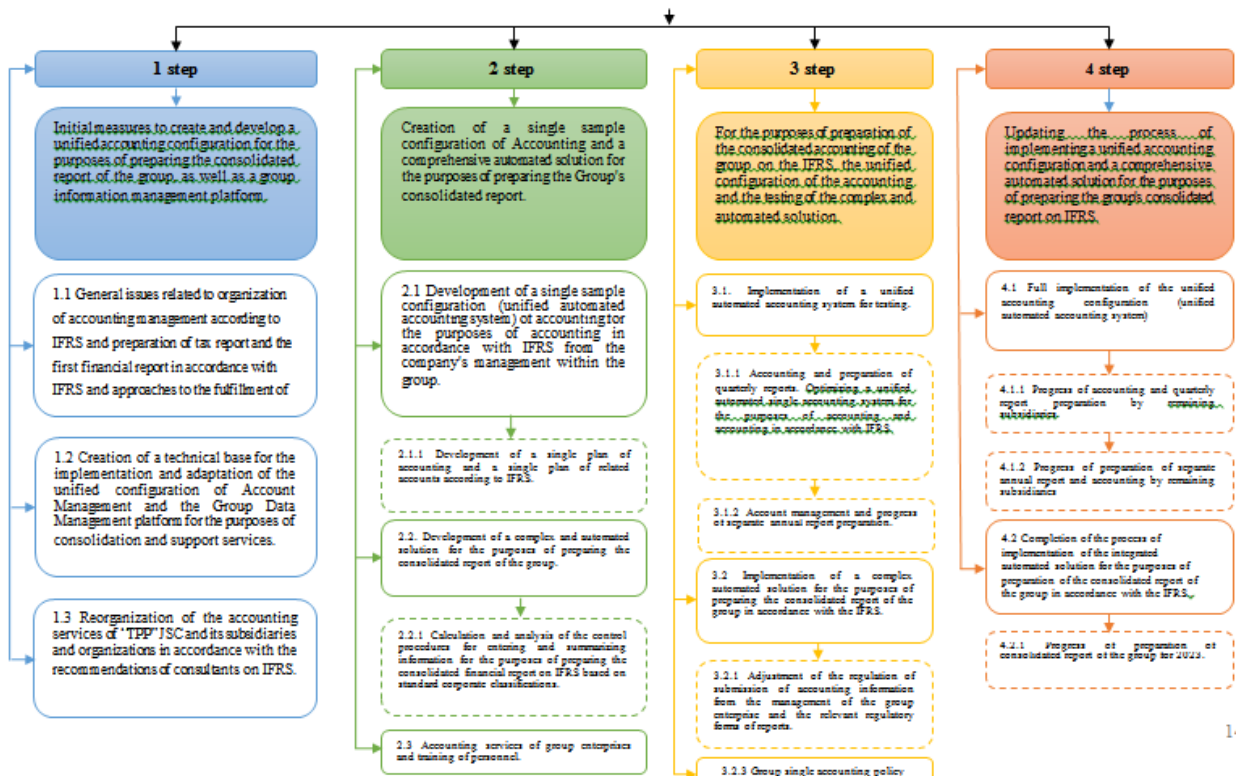 1 step
Initial measures to create and develop a
unified accounting configuration for the
purposes of preparing the consolidated
report of the group, as well as a group
information management platform.
1.1 General issues related to organization
of accounting management according to
IFRS and preparation of tax report and the
first financial report in accordance with
IFRS and approaches to the fulfillment of
1.2 Creation of a technical base for the
implementation and adaptation of the
unified configuration of Account
Management and the Group Data
Management platform for the purposes of
consolidation and support services.
1.3 Reorganization of the accounting
services of "TPP" JSC and its subsidiaries
and organizations in accordance with the
recommendations of consultants on IFRS.
2 step
Creation of a single sample
configuration of Accounting and a
comprehensive automated solution for
the purposes of preparing the Group's
consolidated report.
2.1 Development of a single sample
configuration (unified automated
accounting system) of accounting for
the purposes of accounting in
accordance with IFRS from the
company's management within the
group.
2.1.1 Development of a single plan of
accounting and a single plan of related
accounts according to IFRS.
2.2. Development of a complex and automated
solution for the purposes of preparing the
consolidated report of the group.
2.2.1 Calculation and analysis of the control
procedures for entering and summarizing
information for the purposes of preparing the
consolidated financial report on IFRS based on
standard corporate classifications.
2.3 Accounting services of group enterprises
and training of personnel.
3 step
For the purposes of preparation of
the consolidated accounting of the
group, on the IFRS, the unified
configuration of the accounting
and the testing of the complex and
automated solution.
3.1. Implementation of a unified
automated accounting system for testing.
3.1.1 Accounting and preparation of
quarterly reports. Optimizing a unified
automated single accounting system for
the purposes of accounting and
accounting in accordance with IFRS.
3.1.2 Account management and progress
of separate annual report preparation.
3.2 Implementation of a complex
automated solution for the purposes of
preparing the consolidated report of the
group in accordance with the IFRS.
3.2.1 Adjustment of the regulation of
submission of accounting information
from the management of the group
enterprise and the relevant regulatory
forms of reports.
3.2.3 Group single accounting policy
4 step
Updating the process of
implementing a unified accounting
configuration and a comprehensive
automated solution for the purposes
of preparing the group's consolidated
report on IFRS.
4.1 Full implementation of the unified
accounting configuration (unified
automated accounting system)
4.1.1 Progress of accounting and quarterly
report preparation by remaining
subsidiaries
4.1.2 Progress of preparation of separate
annual report and accounting by remaining
subsidiaries
4.2 Completion of the process of
implementation of the integrated
automated solution for the purposes of
preparation of the consolidated report of
the group in accordance with the IFRS.
4.2.1 Progress of preparation of
consolidated report of the group for 2023.